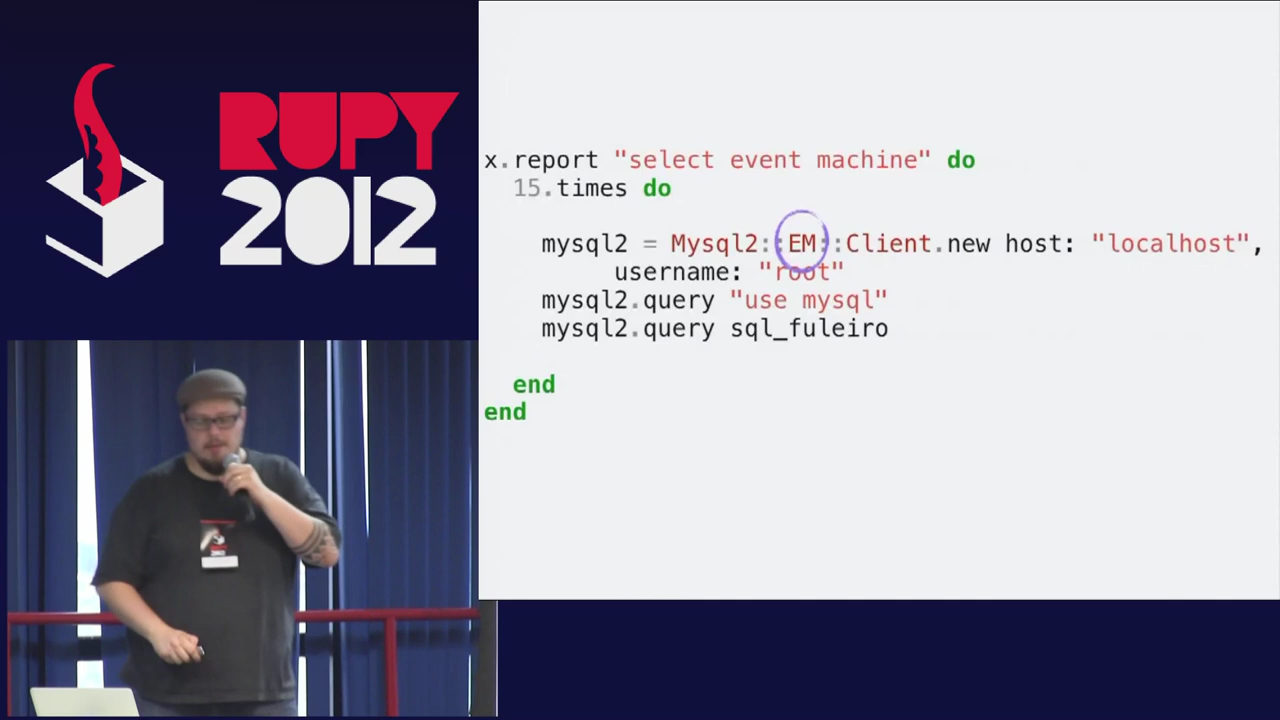 RUPY
2012
x.report "select event machine" do
15.times do
mysql2 = Mysql2::EM::Client.new host: "localhost",
username: "root"
mysql2.query "use mysql"
mysql2.query sql_fuleiro
end
end